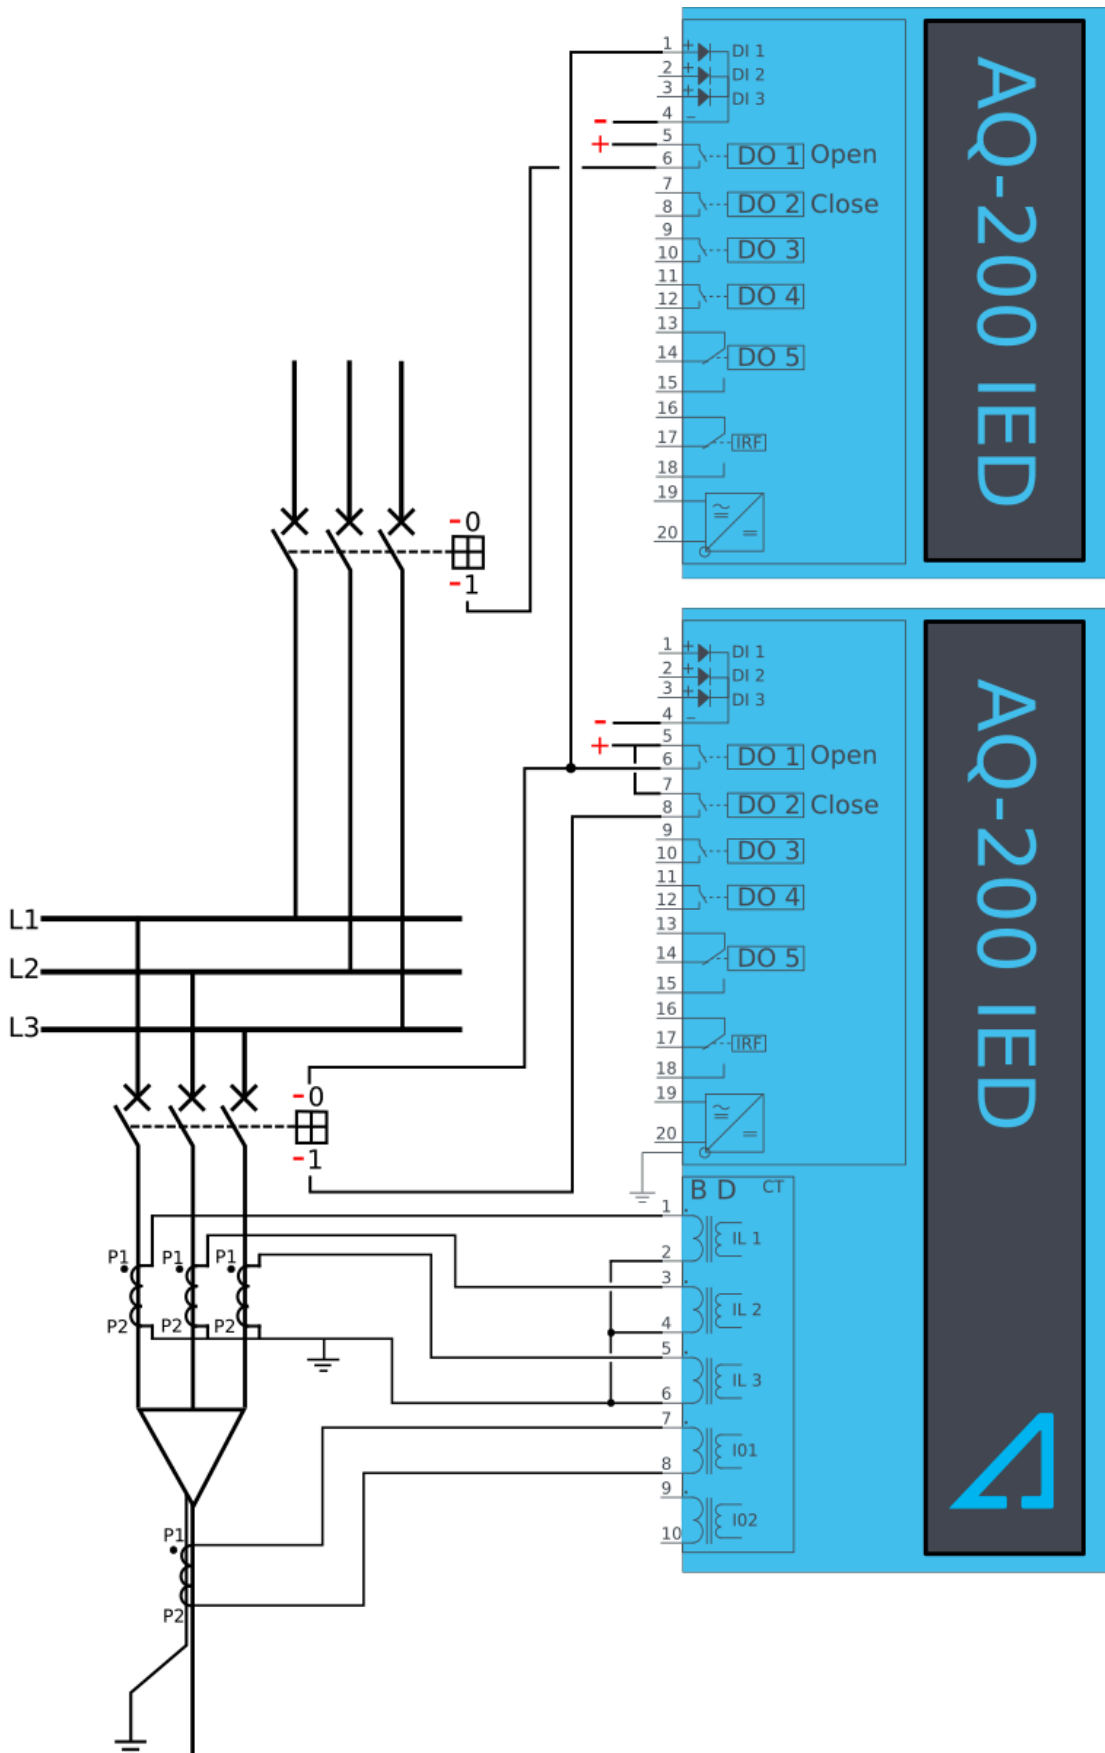 1 + DI 1
2 + DI 2
3 + DI 3
- 4 –
+ 5
6 DO 1 Open
7
8 DO 2 Close
9
10 DO 3
11
12 DO 4
13
14 DO 5
15
16
17 IRF
18
19
20
AQ-200 IED
-0
-1
1 + DI 1
2 + DI 2
3 + DI 3
- 4 –
+ 5
6 DO 1 Open
7
8 DO 2 Close
9
10 DO 3
11
12 DO 4
13
14 DO 5
15
16
17 IRF
18
19
20
AQ-200 IED
L1
L2
L3
-0
-1
B D CT
1
2 IL 1
3
4 IL 2
5
6 IL 3
7
8 I01
9
10 I02
P1 P1 P1
P2 P2 P2
P1
P2